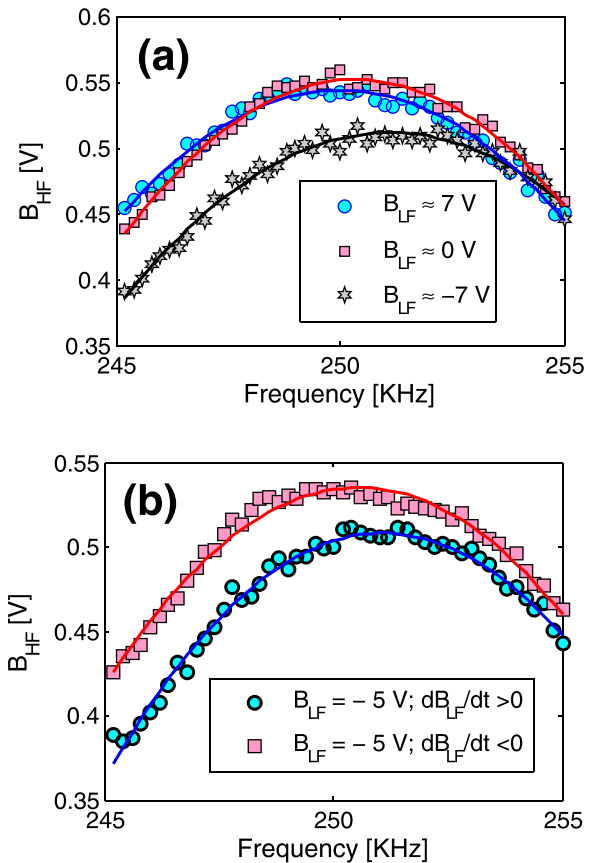 (a)
0.6
0.55
0.5
0.45
0.4
0.35
B_HF [V]
B_LF ≈ 7 V
B_LF ≈ 0 V
B_LF ≈ −7 V
245 250 255
Frequency [KHz]
(b)
0.55
0.5
0.45
0.4
0.35
B_HF [V]
B_LF = − 5 V; dB_LF/dt >0
B_LF = − 5 V; dB_LF/dt <0
245 250 255
Frequency [KHz]